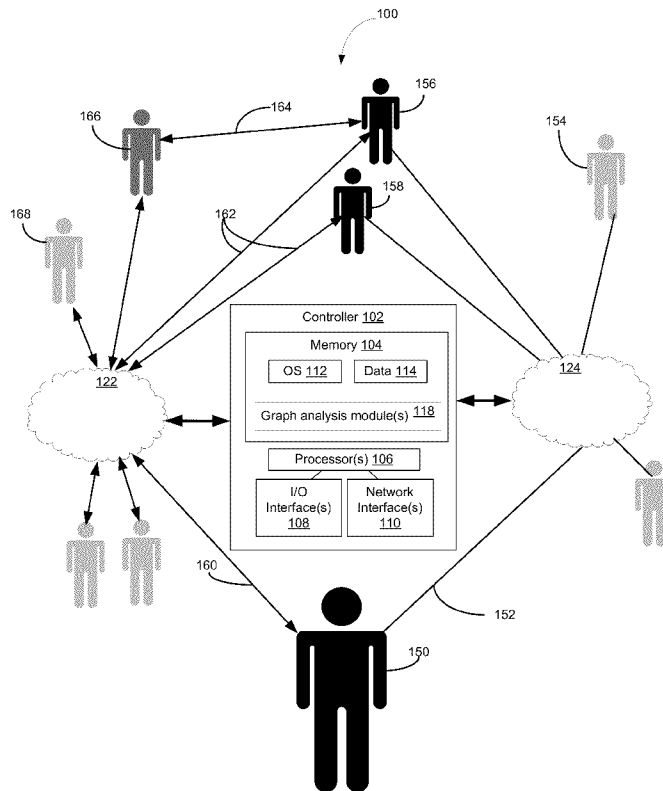 100
156
164
166
154
158
168
162
Controller 102
Memory 104
122
124
OS 112
Data 114
Graph analysis module(s) 118
Processor(s) 106
I/O
Interface(s)
108
Network
Interface(s)
110
160
152
150